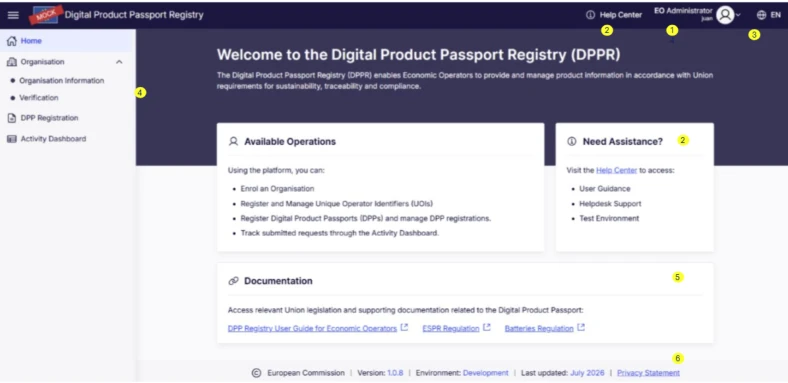 MOCK Digital Product Passport Registry
Help Center
EO Administrator
juan
EN
2
1
3
Home
Organisation
Organisation Information
Verification
4
DPP Registration
Activity Dashboard
Welcome to the Digital Product Passport Registry (DPPR)
The Digital Product Passport Registry (DPPR) enables Economic Operators to provide and manage product information in accordance with Union
requirements for sustainability, traceability and compliance.
Available Operations
Using the platform, you can:
• Enrol an Organisation
• Register and Manage Unique Operator Identifiers (UOIs)
• Register Digital Product Passports (DPPs) and manage DPP registrations.
• Track submitted requests through the Activity Dashboard.
Need Assistance? 2
Visit the Help Center to access:
• User Guidance
• Helpdesk Support
• Test Environment
Documentation 5
Access relevant Union legislation and supporting documentation related to the Digital Product Passport:
DPP Registry User Guide for Economic Operators ESPR Regulation Batteries Regulation
6
© European Commission | Version: 1.0.8 | Environment: Development | Last updated: July 2026 | Privacy Statement